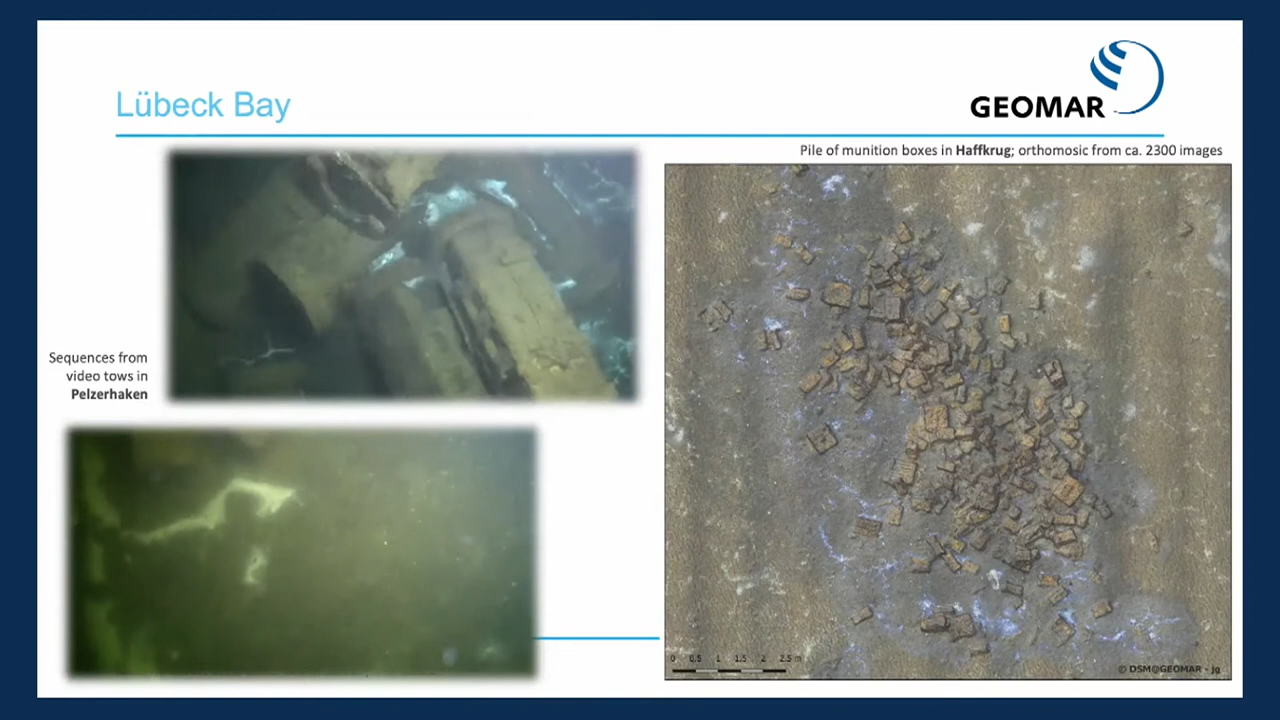 Lübeck Bay
GEOMAR
Pile of munition boxes in Haffkrug; orthomosic from ca. 2300 images
Sequences from
video tows in
Pelzerhaken
0 0.5 1 1.5 2 2.5 m
© DSM@GEOMAR - jg